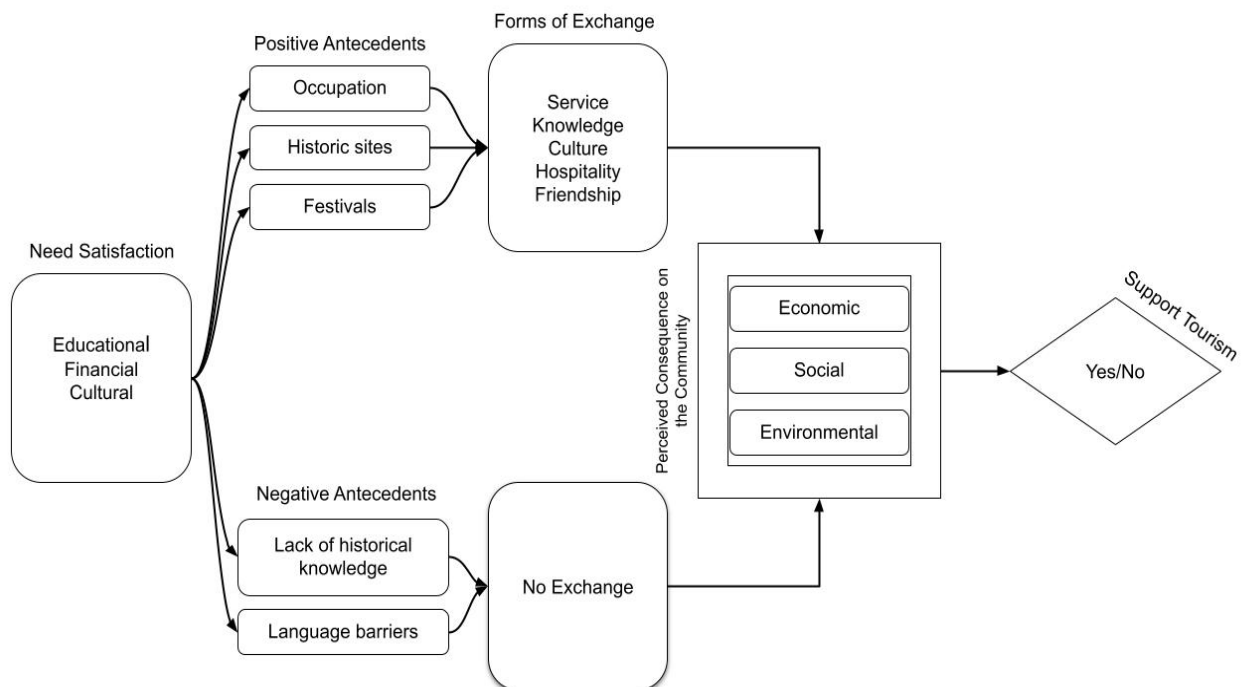 Forms of Exchange
Positive Antecedents
Occupation
Historic sites
Festivals
Service
Knowledge
Culture
Hospitality
Friendship
Need Satisfaction
Educational
Financial
Cultural
Negative Antecedents
Lack of historical
knowledge
Language barriers
No Exchange
Perceived Consequence on
the Community
Economic
Social
Environmental
Support Tourism
Yes/No